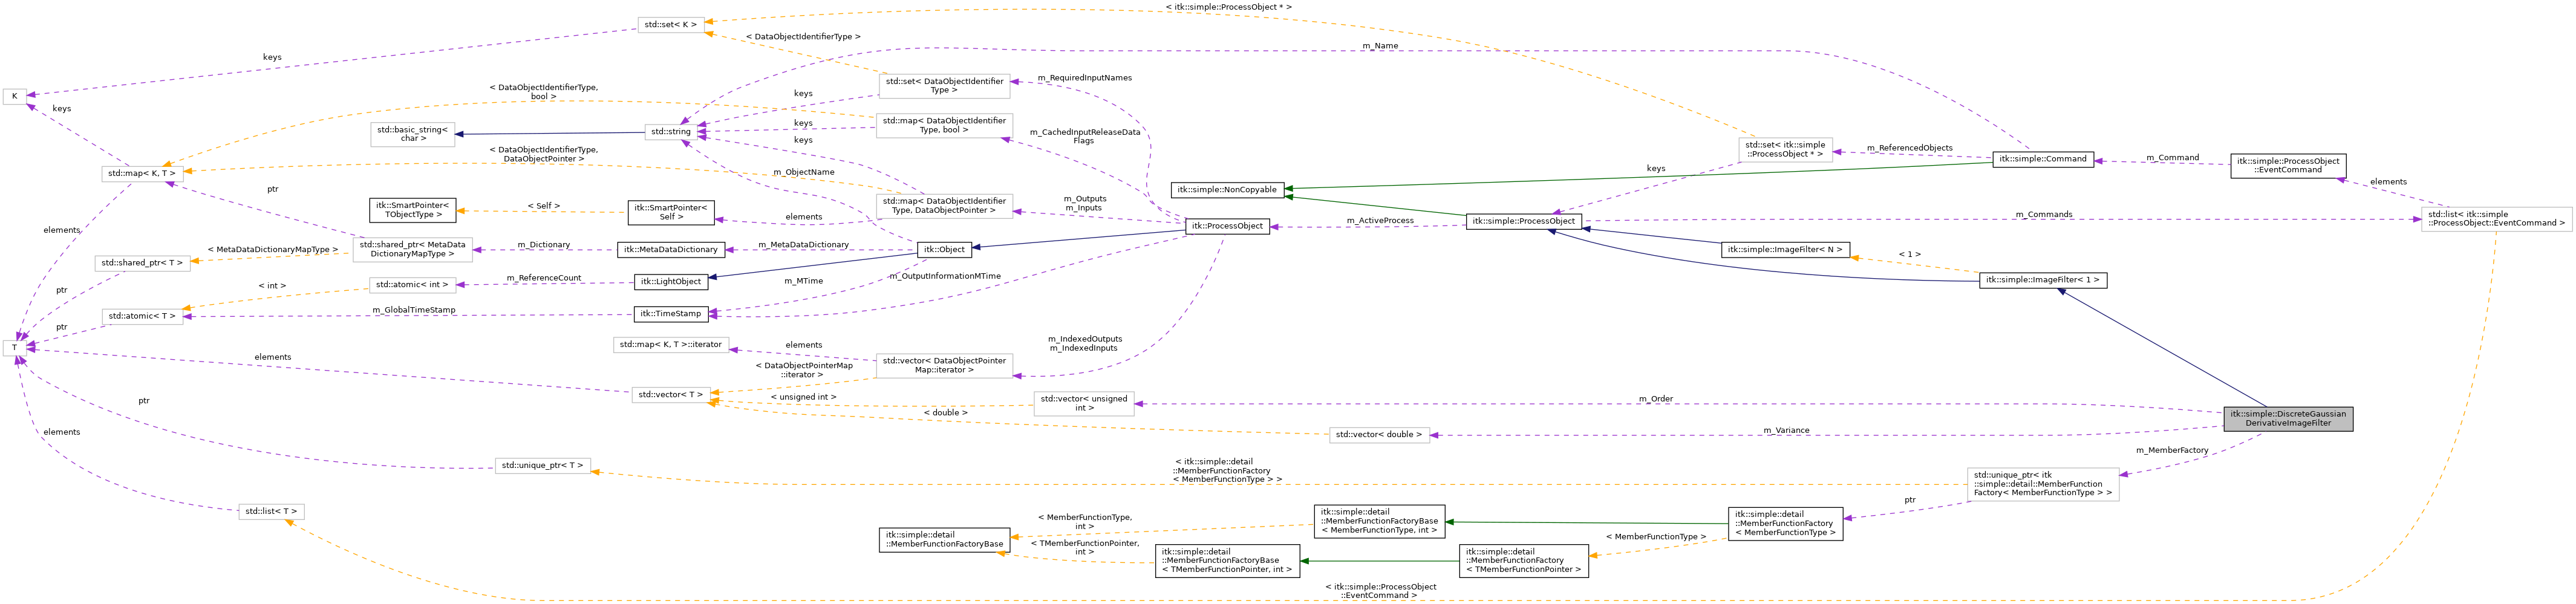 < itk::simple::ProcessObject * >
std::set< K >
< DataObjectIdentifierType >
m_Name
keys
m_RequiredInputNames
std::set< DataObjectIdentifier
Type >
K
keys
< DataObjectIdentifierType,
bool >
keys
std::map< DataObjectIdentifier
Type, bool >
keys
m_CachedInputReleaseData
Flags
std::basic_string<
char >
std::string
keys
std::set< itk::simple
::ProcessObject * >
m_ReferencedObjects
itk::simple::Command
m_Command
itk::simple::ProcessObject
::EventCommand
< DataObjectIdentifierType,
DataObjectPointer >
std::map< K, T >
m_ObjectName
keys
itk::simple::NonCopyable
elements
ptr
itk::SmartPointer<
TObjectType >
< Self >
itk::SmartPointer<
Self >
elements
std::map< DataObjectIdentifier
Type, DataObjectPointer >
m_Outputs
m_Inputs
itk::ProcessObject
m_ActiveProcess
itk::simple::ProcessObject
m_Commands
std::list< itk::simple
::ProcessObject::EventCommand >
elements
< MetaDataDictionaryMapType >
std::shared_ptr< MetaData
DictionaryMapType >
m_Dictionary
itk::MetaDataDictionary
m_MetaDataDictionary
itk::Object
itk::simple::ImageFilter< N >
< 1 >
std::shared_ptr< T >
ptr
< int >
std::atomic< int >
m_ReferenceCount
itk::LightObject
m_MTime
m_OutputInformationMTime
itk::simple::ImageFilter< 1 >
std::atomic< T >
m_GlobalTimeStamp
itk::TimeStamp
ptr
T
elements
std::map< K, T >::iterator
elements
std::vector< DataObjectPointer
Map::iterator >
m_IndexedOutputs
m_IndexedInputs
< DataObjectPointerMap
::iterator >
std::vector< T >
< unsigned int >
std::vector< unsigned
int >
m_Order
ptr
< double >
std::vector< double >
m_Variance
itk::simple::DiscreteGaussian
DerivativeImageFilter
elements
m_MemberFactory
std::unique_ptr< T >
< itk::simple::detail
::MemberFunctionFactory
< MemberFunctionType > >
std::unique_ptr< itk
::simple::detail::MemberFunction
Factory< MemberFunctionType > >
ptr
std::list< T >
itk::simple::detail
::MemberFunctionFactoryBase
< MemberFunctionType,
int >
itk::simple::detail
::MemberFunctionFactoryBase
< MemberFunctionType, int >
itk::simple::detail
::MemberFunctionFactory
< MemberFunctionType >
< TMemberFunctionPointer,
int >
itk::simple::detail
::MemberFunctionFactoryBase
< TMemberFunctionPointer, int >
itk::simple::detail
::MemberFunctionFactory
< TMemberFunctionPointer >
< MemberFunctionType >
< itk::simple::ProcessObject
::EventCommand >